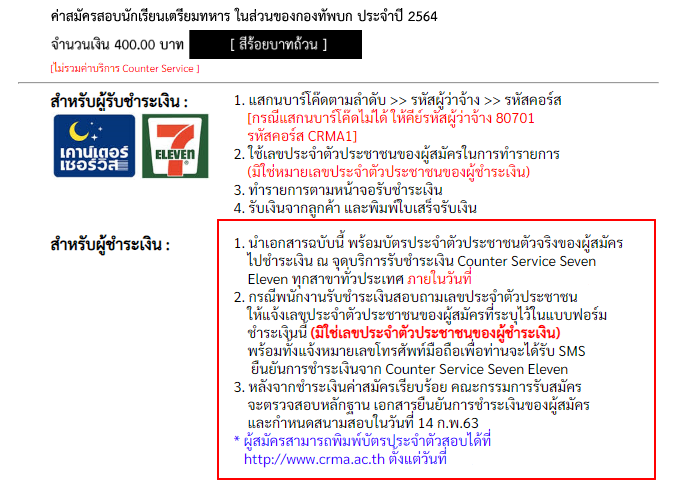 ค่าสมัครสอบนักเรียนเตรียมทหาร ในส่วนของกองทัพบก ประจำปี 2564
จำนวนเงิน 400.00 บาท [ สี่ร้อยบาทถ้วน ]
[ไม่รวมค่าบริการ Counter Service ]
สำหรับผู้รับชำระเงิน :
เคาน์เตอร์
เซอร์วิส
7
ELEVEN
1. แสกนบาร์โค๊ดตามลำดับ >> รหัสผู้ว่าจ้าง >> รหัสคอร์ส
[กรณีแสกนบาร์โค๊ดไม่ได้ ให้คีย์รหัสผู้ว่าจ้าง 80701
รหัสคอร์ส CRMA1]
2. ใช้เลขประจำตัวประชาชนของผู้สมัครในการทำรายการ
(มิใช่หมายเลขประจำตัวประชาชนของผู้ชำระเงิน)
3. ทำรายการตามหน้าจอรับชำระเงิน
4. รับเงินจากลูกค้า และพิมพ์ใบเสร็จรับเงิน
สำหรับผู้ชำระเงิน :
1. นำเอกสารฉบับนี้ พร้อมบัตรประจำตัวประชาชนตัวจริงของผู้สมัคร
ไปชำระเงิน ณ จุดบริการรับชำระเงิน Counter Service Seven
Eleven ทุกสาขาทั่วประเทศ ภายในวันที่
2. กรณีพนักงานรับชำระเงินสอบถามเลขประจำตัวประชาชน
ให้แจ้งเลขประจำตัวประชาชนของผู้สมัครที่ระบุไว้ในแบบฟอร์ม
ชำระเงินนี้ (มิใช่เลขประจำตัวประชาชนของผู้ชำระเงิน)
พร้อมทั้งแจ้งหมายเลขโทรศัพท์มือถือเพื่อท่านจะได้รับ SMS
ยืนยันการชำระเงินจาก Counter Service Seven Eleven
3. หลังจากชำระเงินค่าสมัครเรียบร้อย คณะกรรมการรับสมัคร
จะตรวจสอบหลักฐาน เอกสารยืนยันการชำระเงินของผู้สมัคร
และกำหนดสนามสอบในวันที่ 14 ก.พ.63
* ผู้สมัครสามารถพิมพ์บัตรประจำตัวสอบได้ที่
http://www.crma.ac.th ตั้งแต่วันที่